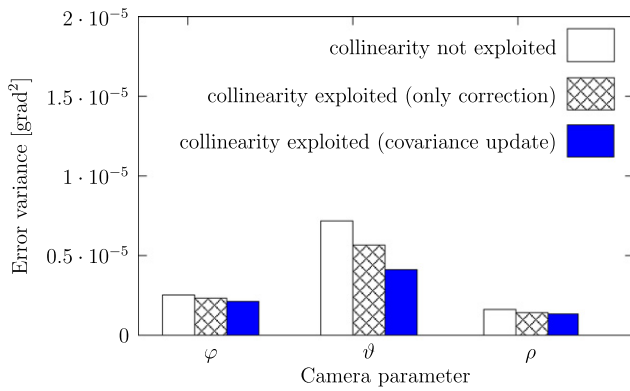 2 · 10⁻⁵
collinearity not exploited
1.5 · 10⁻⁵
collinearity exploited (only correction)
collinearity exploited (covariance update)
1 · 10⁻⁵
0.5 · 10⁻⁵
0
Error variance [grad²]
φ ϑ ρ
Camera parameter